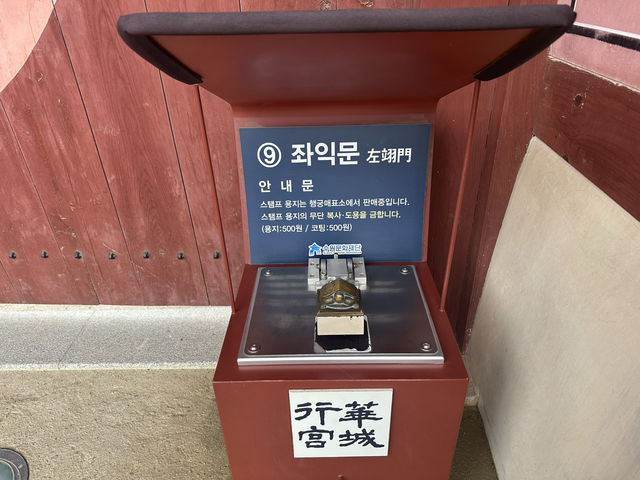 ⑨ 좌익문 左翊門
안 내 문
스탬프 용지는 행궁매표소에서 판매중입니다.
스탬프 용지의 무단 복사·도용을 금합니다.
(용지:500원 / 코팅:500원)
수원문화재단
華城
行宮